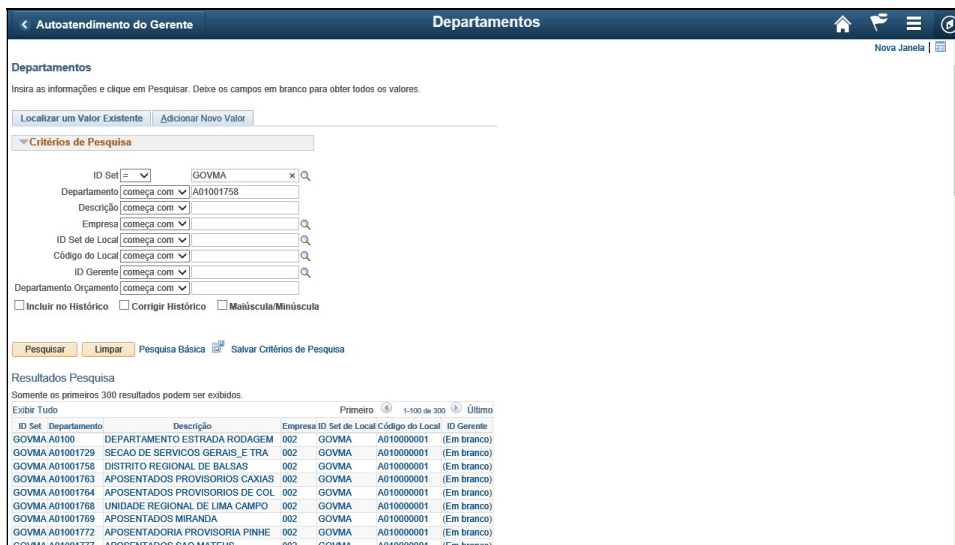 Autoatendimento do Gerente
Departamentos
Nova Janela
Departamentos
Insira as informações e clique em Pesquisar. Deixe os campos em branco para obter todos os valores.
Localizar um Valor Existente Adicionar Novo Valor
Critérios de Pesquisa
ID Set = GOVMA
Departamento começa com A01001758
Descrição começa com
Empresa começa com
ID Set de Local começa com
Código do Local começa com
ID Gerente começa com
Departamento Orçamento começa com
Incluir no Histórico Corrigir Histórico Maiúscula/Minúscula
Pesquisar Limpar Pesquisa Básica Salvar Critérios de Pesquisa
Resultados Pesquisa
Somente os primeiros 300 resultados podem ser exibidos.
Exibir Tudo Primeiro 1-100 de 300 Último
ID Set Departamento Descrição Empresa ID Set de Local Código do Local ID Gerente
GOVMA A0100 DEPARTAMENTO ESTRADA RODAGEM 002 GOVMA A010000001 (Em branco)
GOVMA A01001729 SECAO DE SERVICOS GERAIS_E TRA 002 GOVMA A010000001 (Em branco)
GOVMA A01001758 DISTRITO REGIONAL DE BALSAS 002 GOVMA A010000001 (Em branco)
GOVMA A01001763 APOSENTADOS PROVISORIOS CAXIAS 002 GOVMA A010000001 (Em branco)
GOVMA A01001764 APOSENTADOS PROVISORIOS DE COL 002 GOVMA A010000001 (Em branco)
GOVMA A01001768 UNIDADE REGIONAL DE LIMA CAMPO 002 GOVMA A010000001 (Em branco)
GOVMA A01001769 APOSENTADOS MIRANDA 002 GOVMA A010000001 (Em branco)
GOVMA A01001772 APOSENTADORIA PROVISORIA PINHE 002 GOVMA A010000001 (Em branco)
GOVMA A01001777 APOSENTADOS SAO MATEUS 002 GOVMA A010000001 (Em branco)